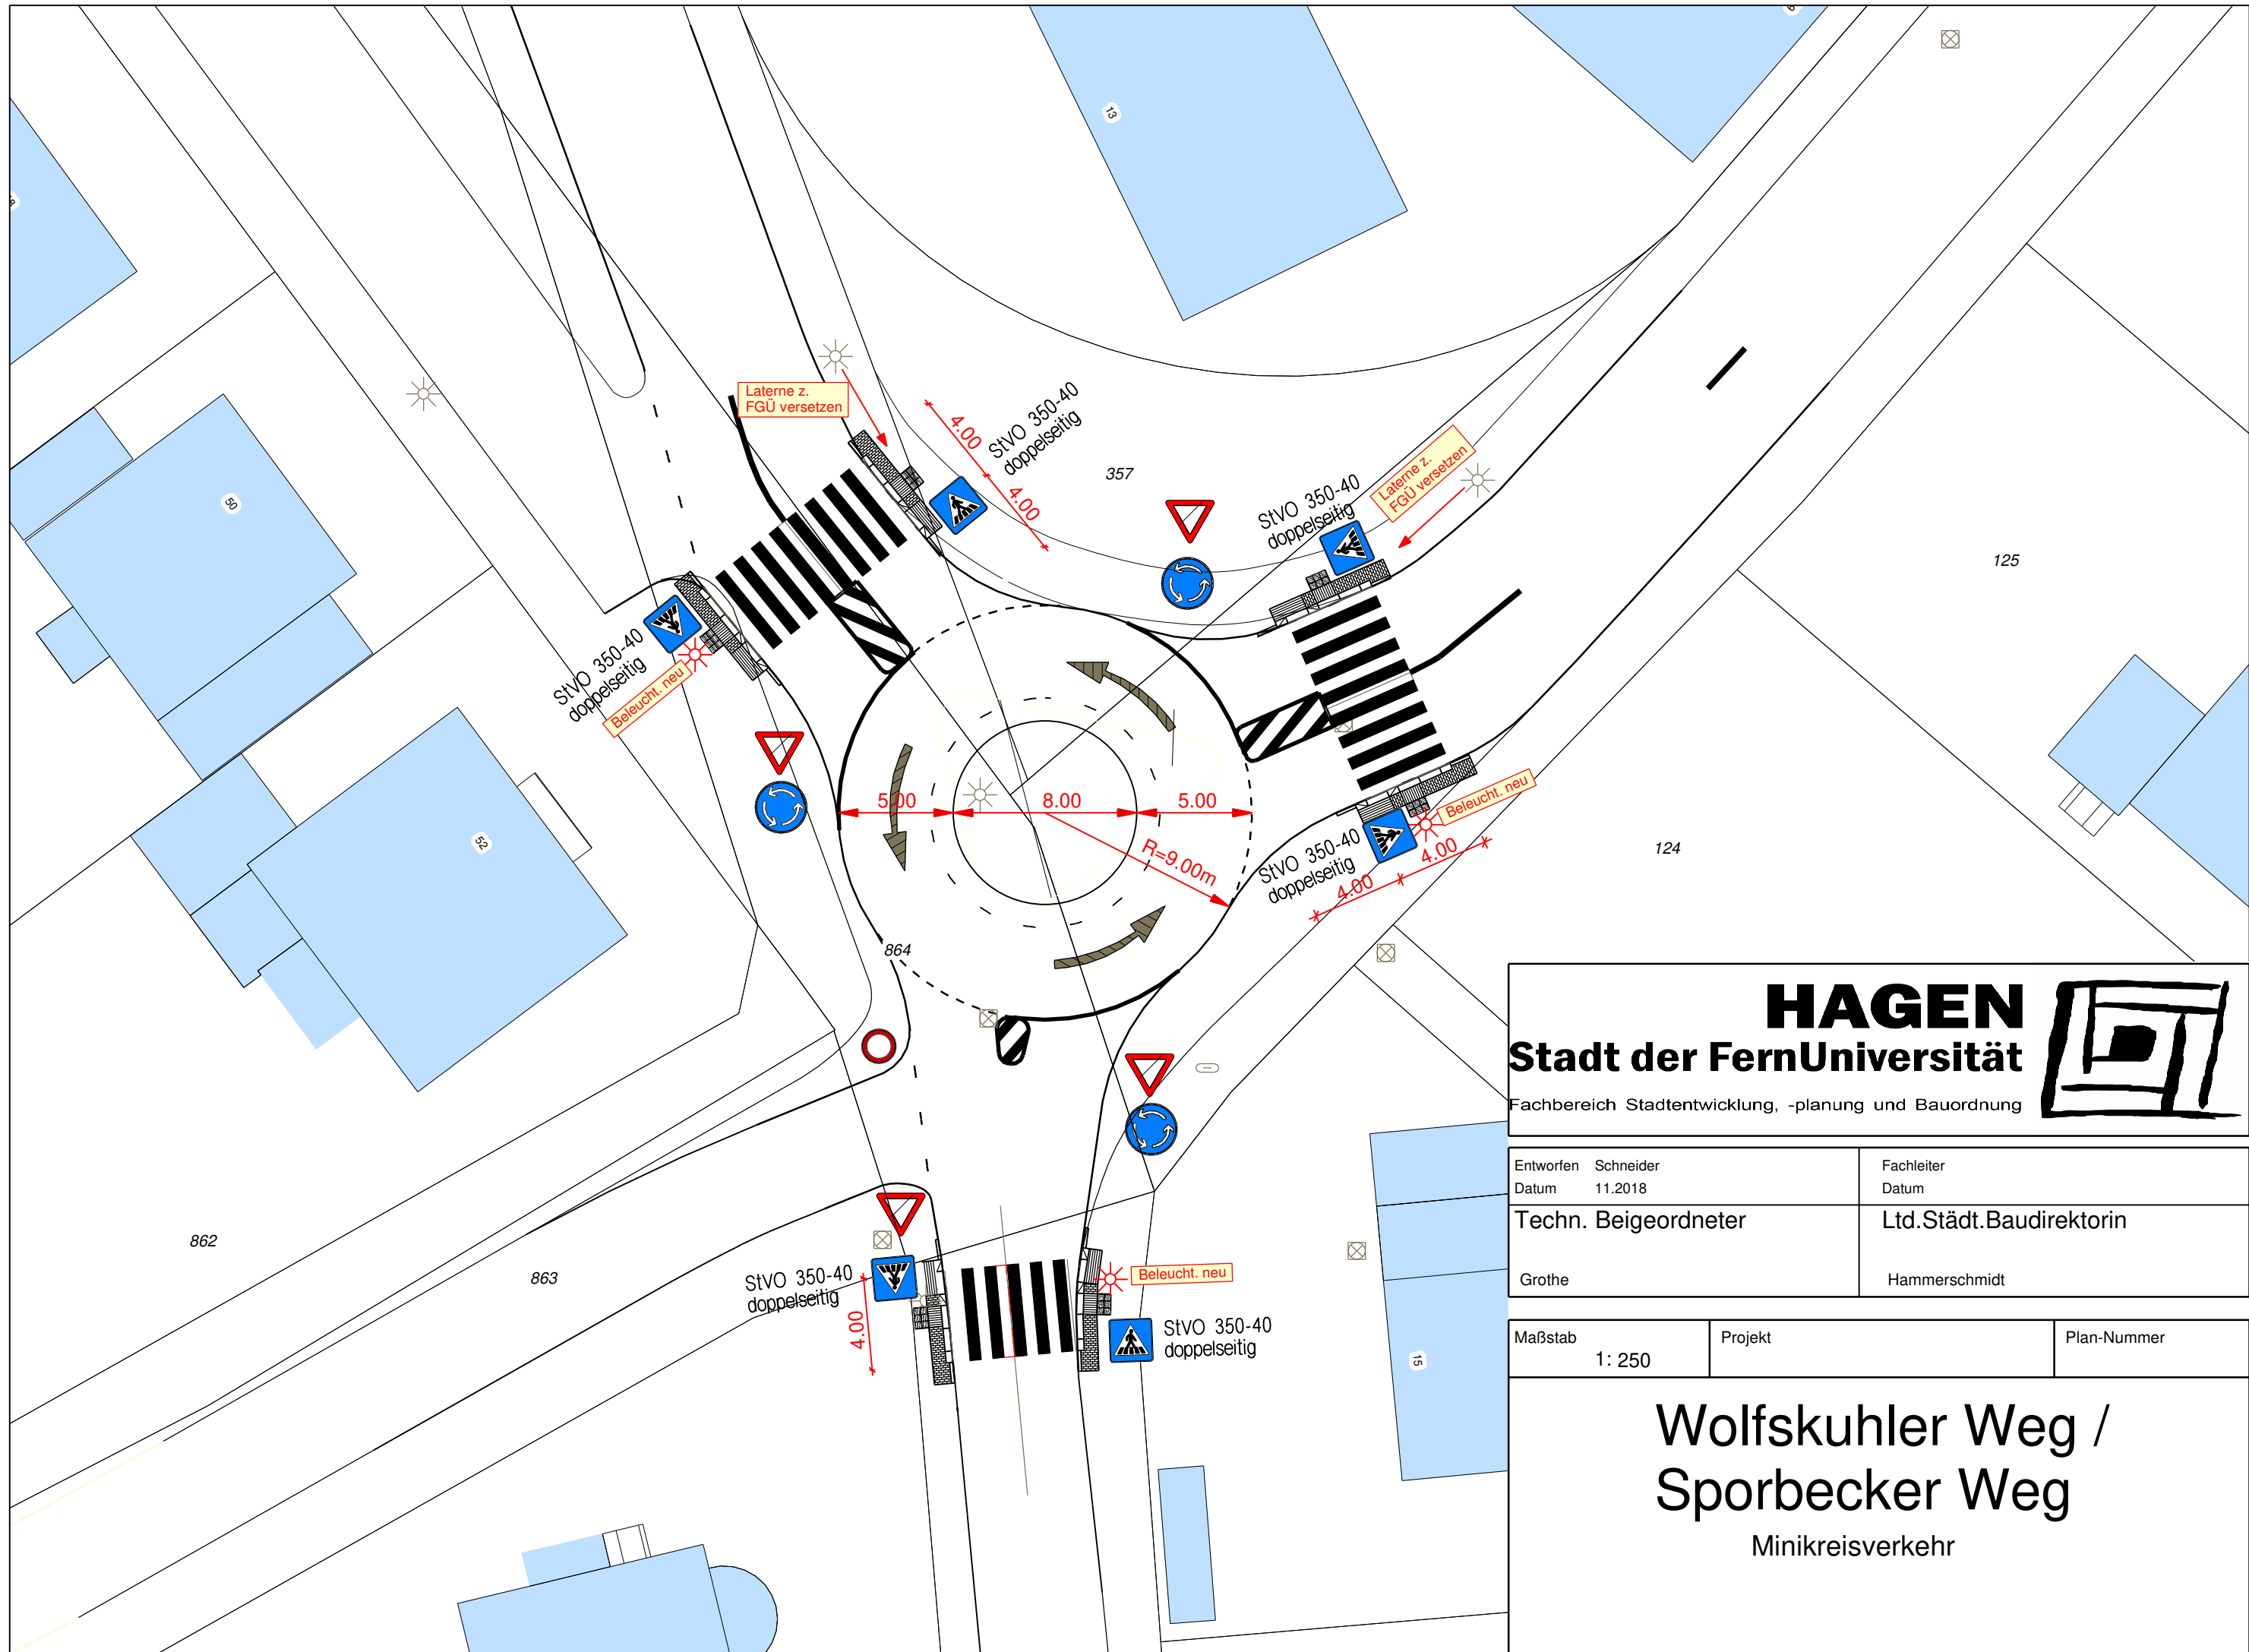 13
Laterne z.
FGÜ versetzen
4.00
4.00
StVO 350-40
doppelseitig
357
StVO 350-40
doppelseitig
Laterne z.
FGÜ versetzen
50
125
StVO 350-40
doppelseitig
Beleucht. neu
5.00
8.00
5.00
R=9.00m
Beleucht. neu
StVO 350-40
doppelseitig
4.00
4.00
124
52
864
862
863
StVO 350-40
doppelseitig
4.00
Beleucht. neu
StVO 350-40
doppelseitig
15
HAGEN
Stadt der FernUniversität
Fachbereich Stadtentwicklung, -planung und Bauordnung
Entworfen Schneider
Datum 11.2018
Fachleiter
Datum
Techn. Beigeordneter
Grothe
Ltd.Städt.Baudirektorin
Hammerschmidt
Maßstab
1: 250
Projekt
Plan-Nummer
Wolfskuhler Weg /
Sporbecker Weg
Minikreisverkehr